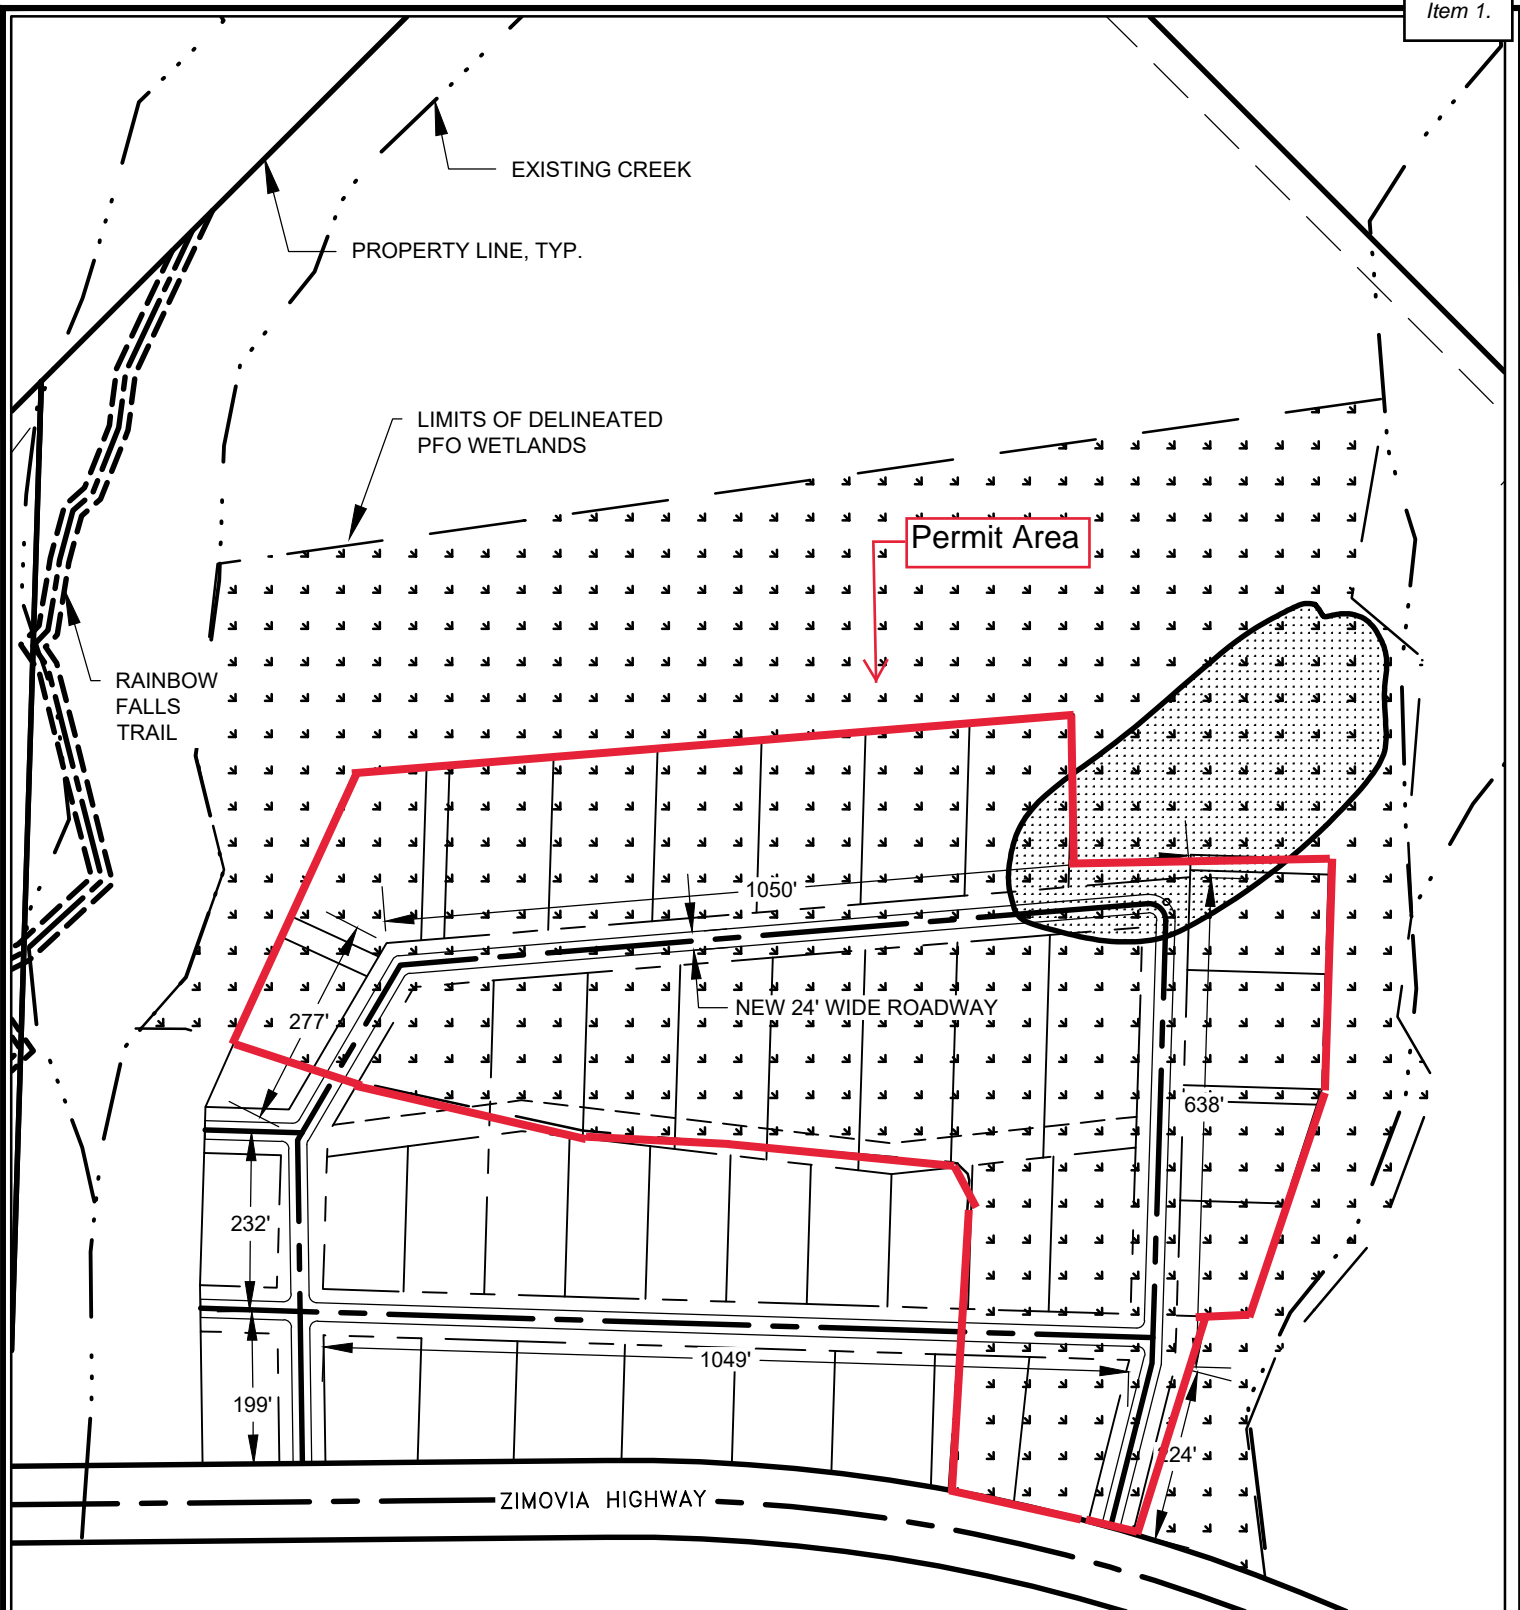 Item 1.
EXISTING CREEK
PROPERTY LINE, TYP.
LIMITS OF DELINEATED
PFO WETLANDS
Permit Area
RAINBOW
FALLS
TRAIL
1050'
NEW 24' WIDE ROADWAY
277'
638'
232'
1049'
199'
224'
ZIMOVIA HIGHWAY